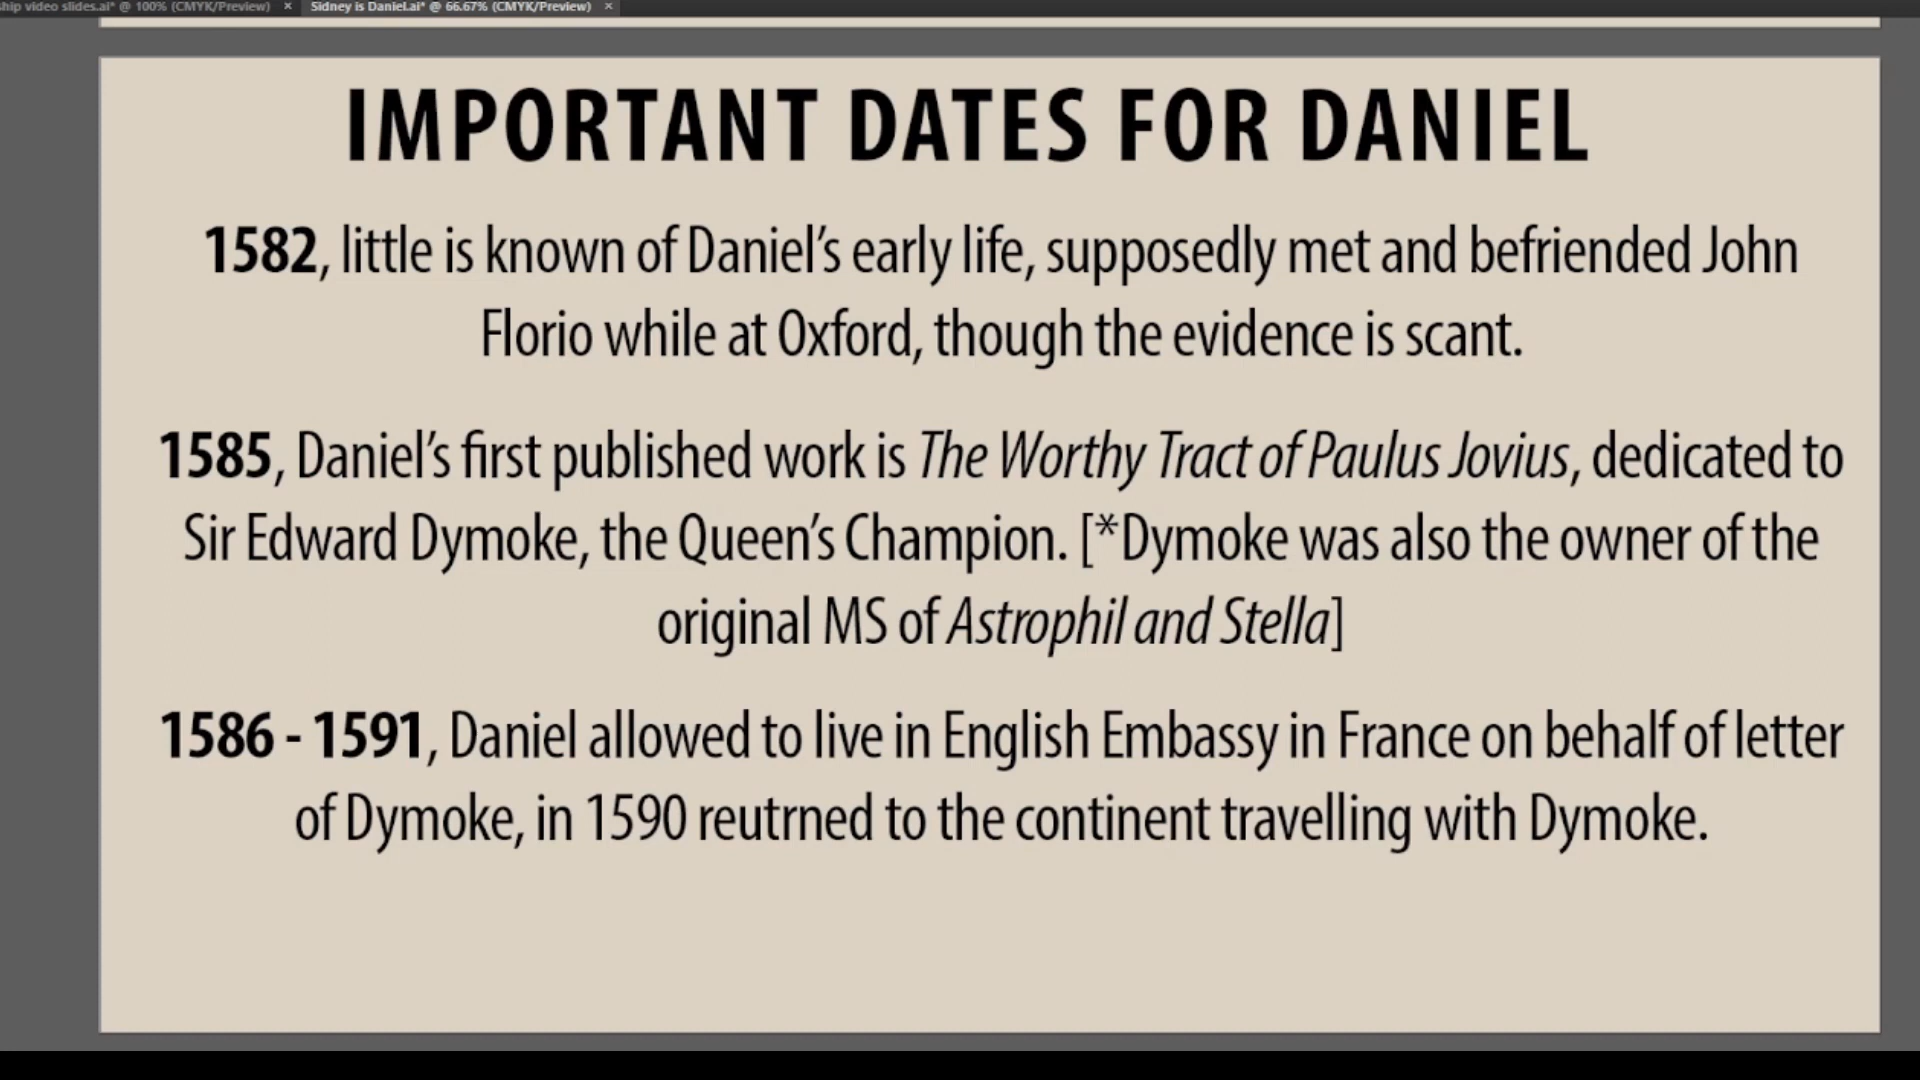 ship video slides.ai* @ 100% (CMYK/Preview) × Sidney is Daniel.ai* @ 66.67% (CMYK/Preview) ×
IMPORTANT DATES FOR DANIEL
1582, little is known of Daniel’s early life, supposedly met and befriended John
Florio while at Oxford, though the evidence is scant.
1585, Daniel’s first published work is The Worthy Tract of Paulus Jovius, dedicated to
Sir Edward Dymoke, the Queen’s Champion. [*Dymoke was also the owner of the
original MS of Astrophil and Stella]
1586 - 1591, Daniel allowed to live in English Embassy in France on behalf of letter
of Dymoke, in 1590 reutrned to the continent travelling with Dymoke.